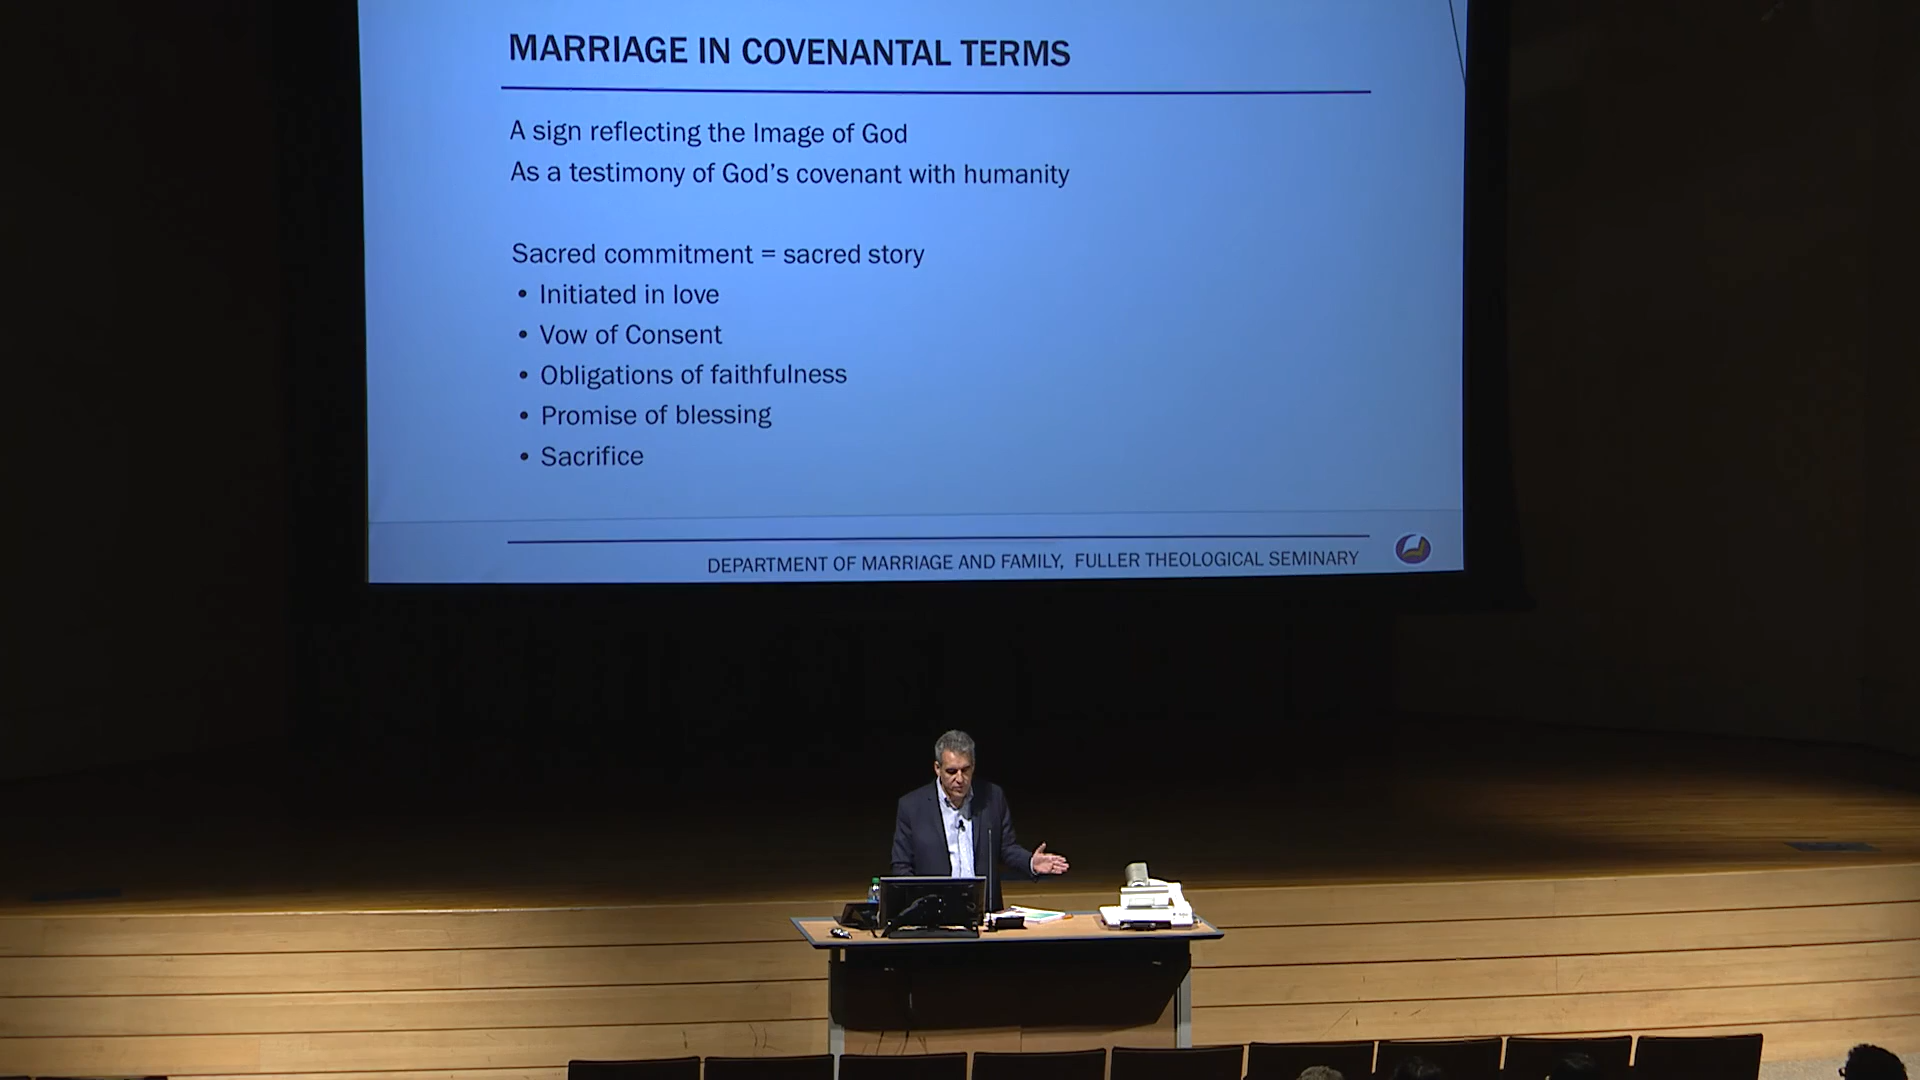 MARRIAGE IN COVENANTAL TERMS
A sign reflecting the Image of God
As a testimony of God's covenant with humanity
Sacred commitment = sacred story
• Initiated in love
• Vow of Consent
• Obligations of faithfulness
• Promise of blessing
• Sacrifice
DEPARTMENT OF MARRIAGE AND FAMILY, FULLER THEOLOGICAL SEMINARY